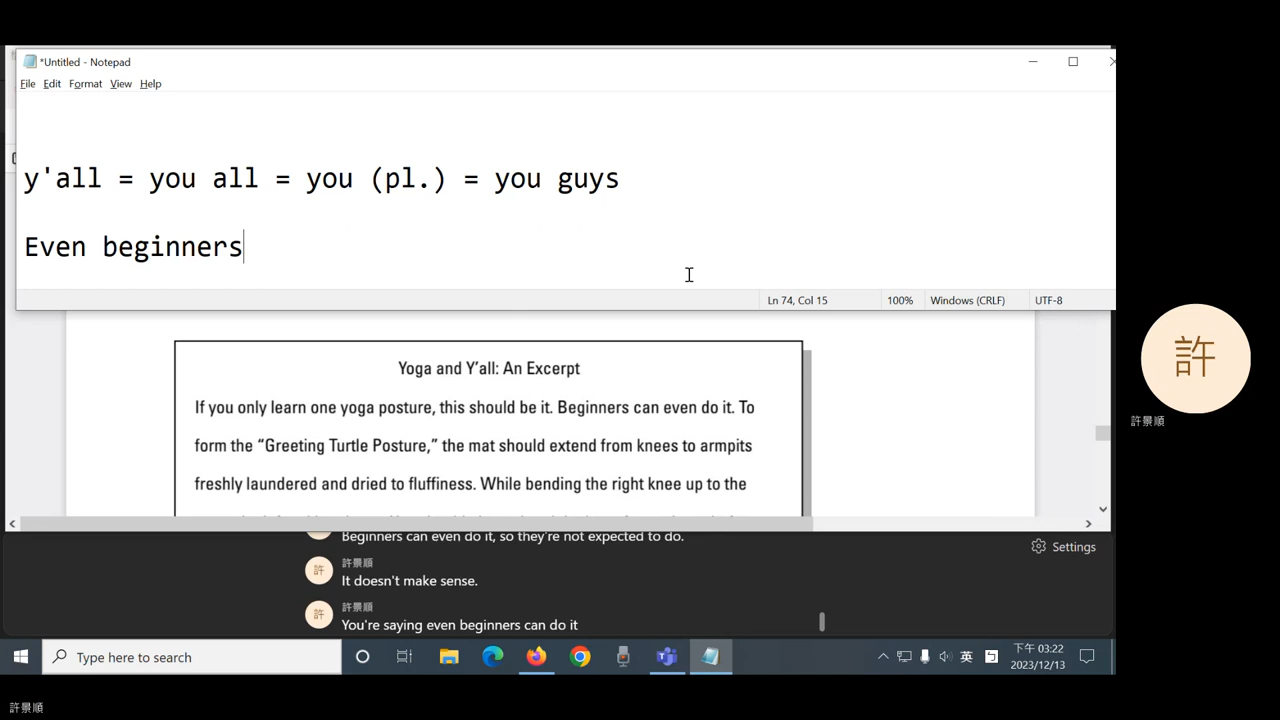 *Untitled - Notepad
File Edit Format View Help
y'all = you all = you (pl.) = you guys
Even beginners
Ln 74, Col 15 100% Windows (CRLF) UTF-8
Yoga and Y'all: An Excerpt
If you only learn one yoga posture, this should be it. Beginners can even do it. To
form the “Greeting Turtle Posture,” the mat should extend from knees to armpits
freshly laundered and dried to fluffiness. While bending the right knee up to the
Beginners can even do it, so they're not expected to do.
許景順
It doesn't make sense.
許景順
You're saying even beginners can do it
許
許
Settings
Type here to search
英
下午 03:22
2023/12/13
許
許景順
許景順